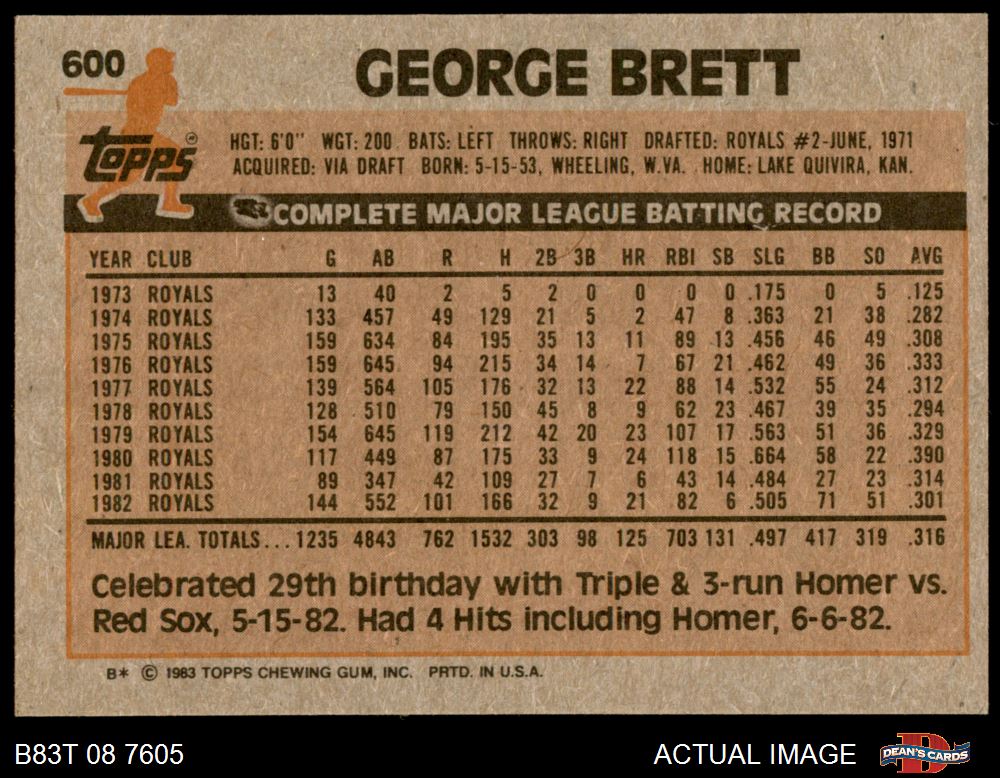 600
GEORGE BRETT
Topps
HGT: 6'0" WGT: 200 BATS: LEFT THROWS: RIGHT DRAFTED: ROYALS #2-JUNE, 1971
ACQUIRED: VIA DRAFT BORN: 5-15-53, WHEELING, W.VA. HOME: LAKE QUIVIRA, KAN.
COMPLETE MAJOR LEAGUE BATTING RECORD
YEAR CLUB G AB R H 2B 3B HR RBI SB SLG BB SO AVG
1973 ROYALS 13 40 2 5 2 0 0 0 0 .175 0 5 .125
1974 ROYALS 133 457 49 129 21 5 2 47 8 .363 21 38 .282
1975 ROYALS 159 634 84 195 35 13 11 89 13 .456 46 49 .308
1976 ROYALS 159 645 94 215 34 14 7 67 21 .462 49 36 .333
1977 ROYALS 139 564 105 176 32 13 22 88 14 .532 55 24 .312
1978 ROYALS 128 510 79 150 45 8 9 62 23 .467 39 35 .294
1979 ROYALS 154 645 119 212 42 20 23 107 17 .563 51 36 .329
1980 ROYALS 117 449 87 175 33 9 24 118 15 .664 58 22 .390
1981 ROYALS 89 347 42 109 27 7 6 43 14 .484 27 23 .314
1982 ROYALS 144 552 101 166 32 9 21 82 6 .505 71 51 .301
MAJOR LEA. TOTALS... 1235 4843 762 1532 303 98 125 703 131 .497 417 319 .316
Celebrated 29th birthday with Triple & 3-run Homer vs.
Red Sox, 5-15-82. Had 4 Hits including Homer, 6-6-82.
B* © 1983 TOPPS CHEWING GUM, INC. PRTD. IN U.S.A.
B83T 08 7605
ACTUAL IMAGE
D
DEAN'S CARDS